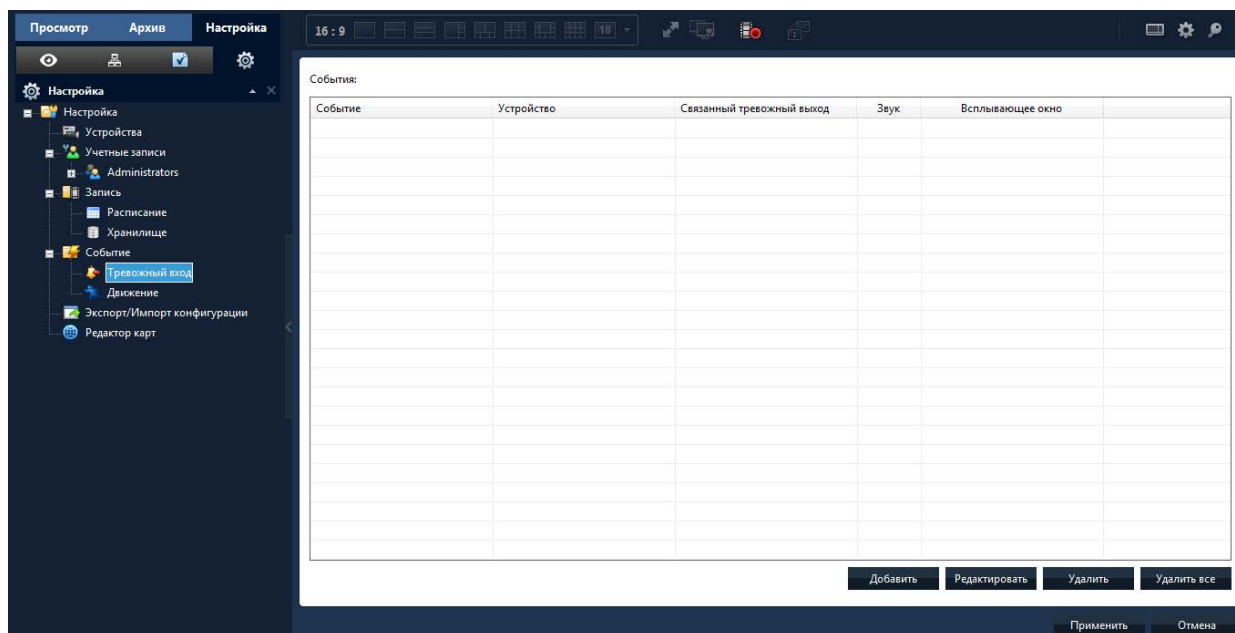 Просмотр Архив Настройка
16 : 9 18
Настройка
Настройка
Устройства
Учетные записи
Administrators
Запись
Расписание
Хранилище
Событие
Тревожный вход
Движение
Экспорт/Импорт конфигурации
Редактор карт
События:
Событие Устройство Связанный тревожный выход Звук Всплывающее окно
Добавить Редактировать Удалить Удалить все
Применить Отмена